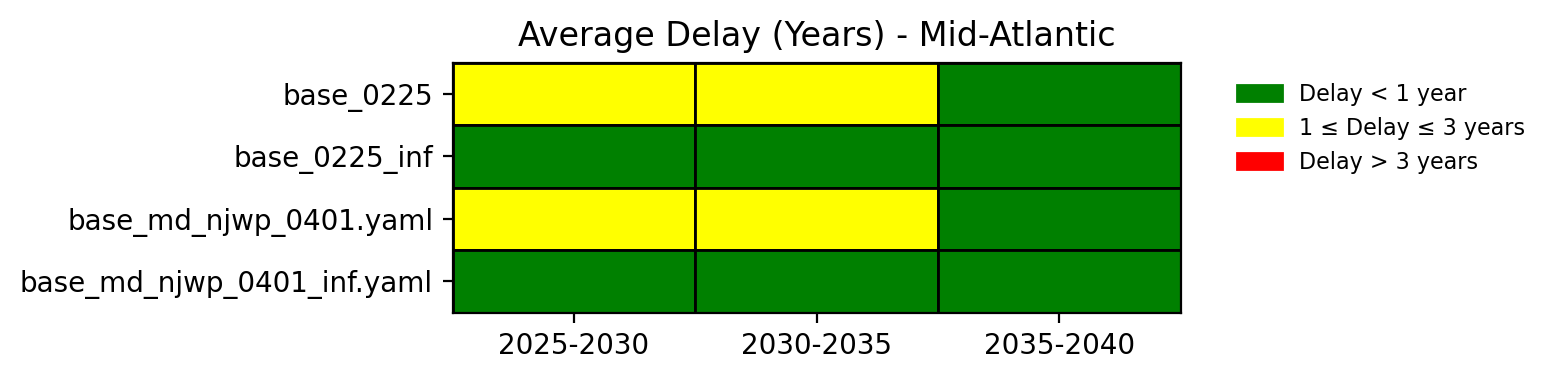 Average Delay (Years) - Mid-Atlantic
base_0225
base_0225_inf
base_md_njwp_0401.yaml
base_md_njwp_0401_inf.yaml
2025-2030
2030-2035
2035-2040
Delay < 1 year
1 ≤ Delay ≤ 3 years
Delay > 3 years